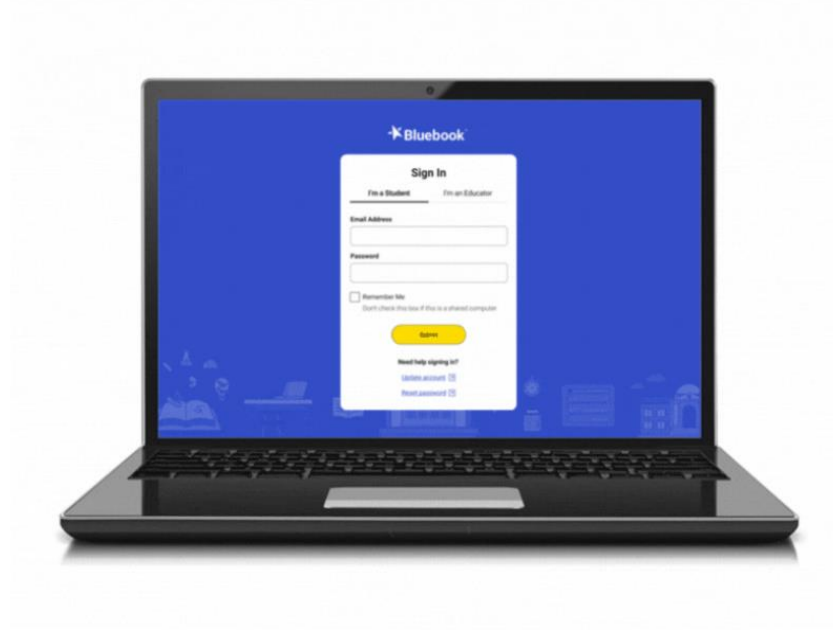 Bluebook
Sign In
I'm a Student I'm an Educator
Email Address
Password
Remember Me
Don't check this box if this is a shared computer
Submit
Need help signing in?
Update account
Reset password